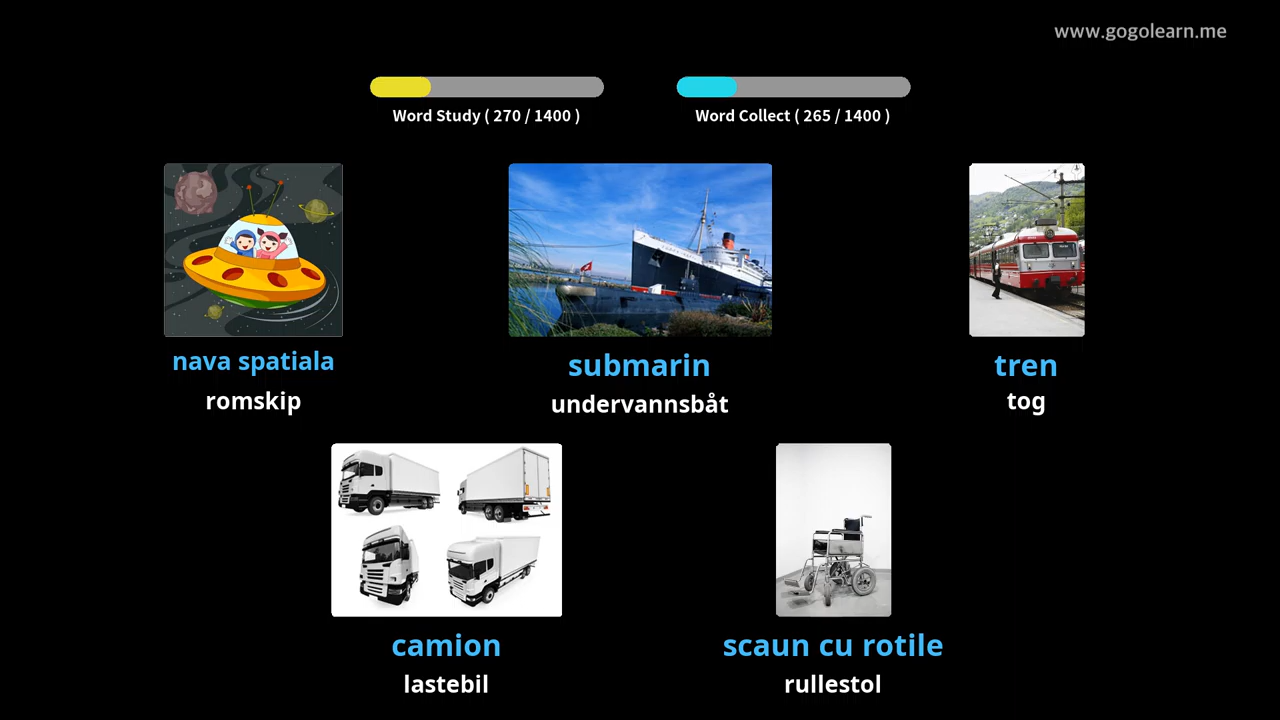 www.gogolearn.me
Word Study ( 270 / 1400 )
Word Collect ( 265 / 1400 )
nava spatiala
romskip
submarin
undervannsbåt
tren
tog
camion
lastebil
scaun cu rotile
rullestol